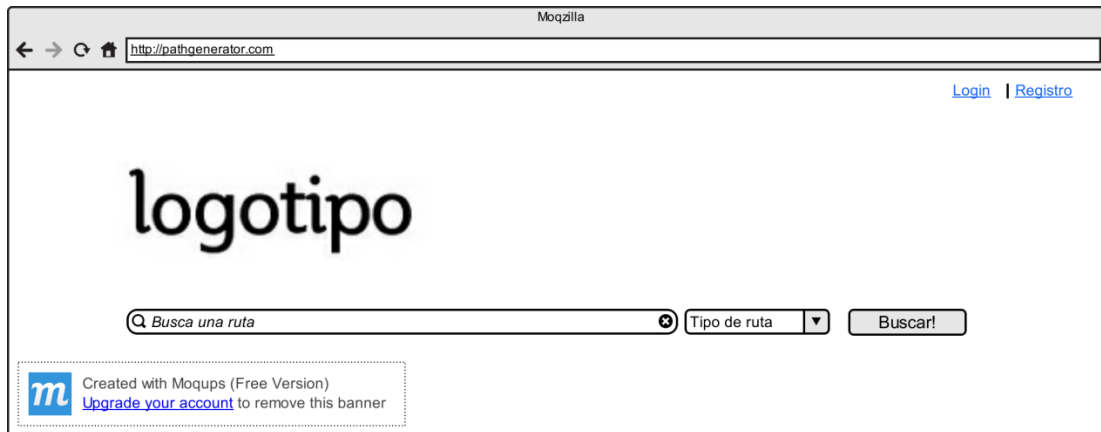 Moqzilla
http://pathgenerator.com
Login | Registro
logotipo
Busca una ruta
Tipo de ruta
Buscar!
m
Created with Moqups (Free Version)
Upgrade your account to remove this banner